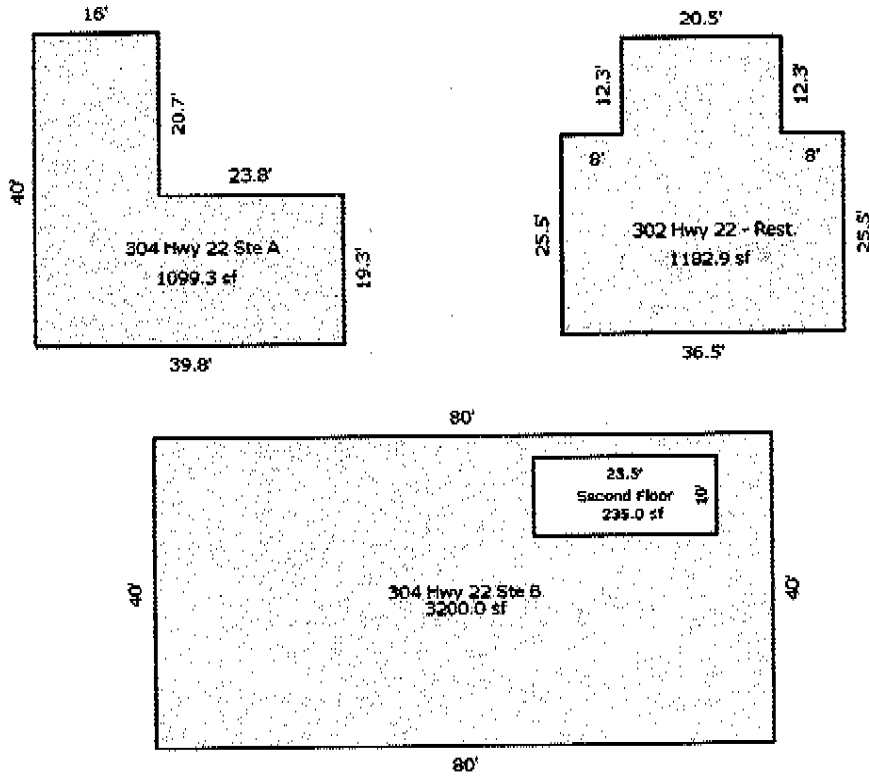 16'
20.7'
23.8'
40'
304 Hwy 22 Ste A
1099.3 sf
19.3'
39.8'
20.5'
12.3'
12.3'
8'
8'
25.5'
302 Hwy 22 - Rest.
1182.9 sf
25.5'
36.5'
80'
23.5'
Second Floor
10'
235.0 sf
40'
304 Hwy 22 Ste B
3200.0 sf
40'
80'